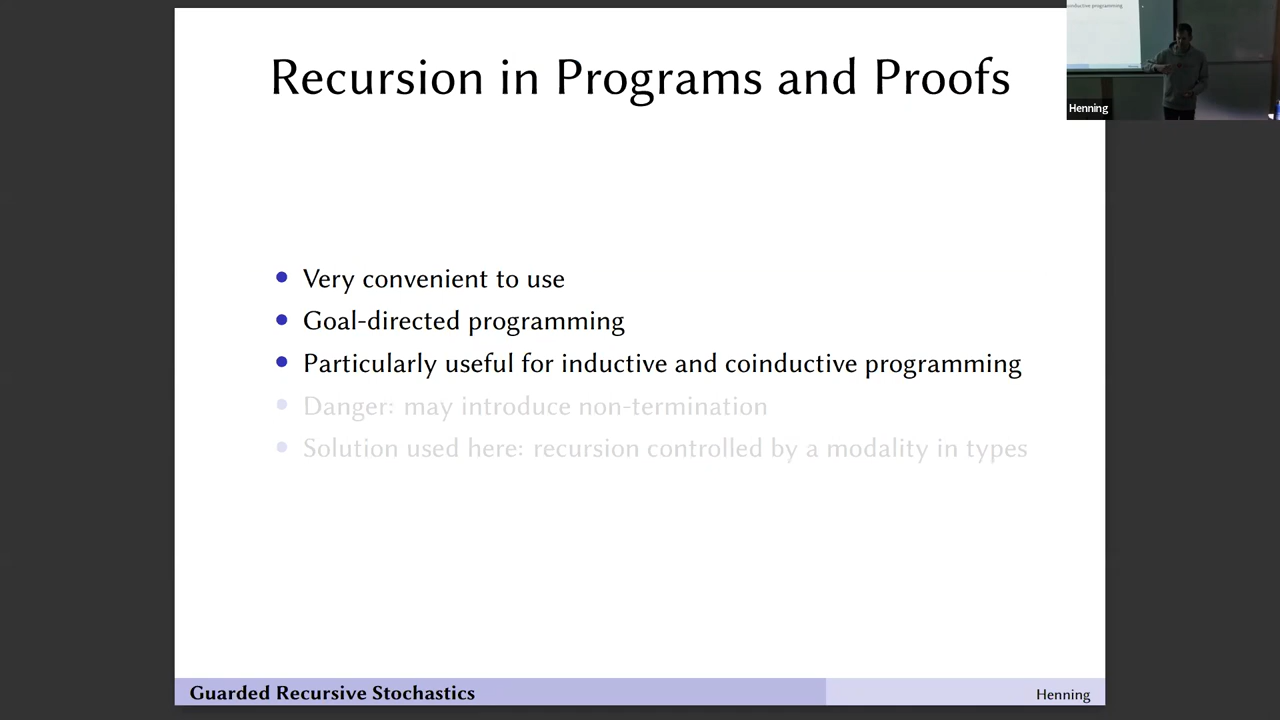 Recursion in Programs and Proofs
Very convenient to use
Goal-directed programming
Particularly useful for inductive and coinductive programming
Danger: may introduce non-termination
Solution used here: recursion controlled by a modality in types
Guarded Recursive Stochastics
Henning
Henning